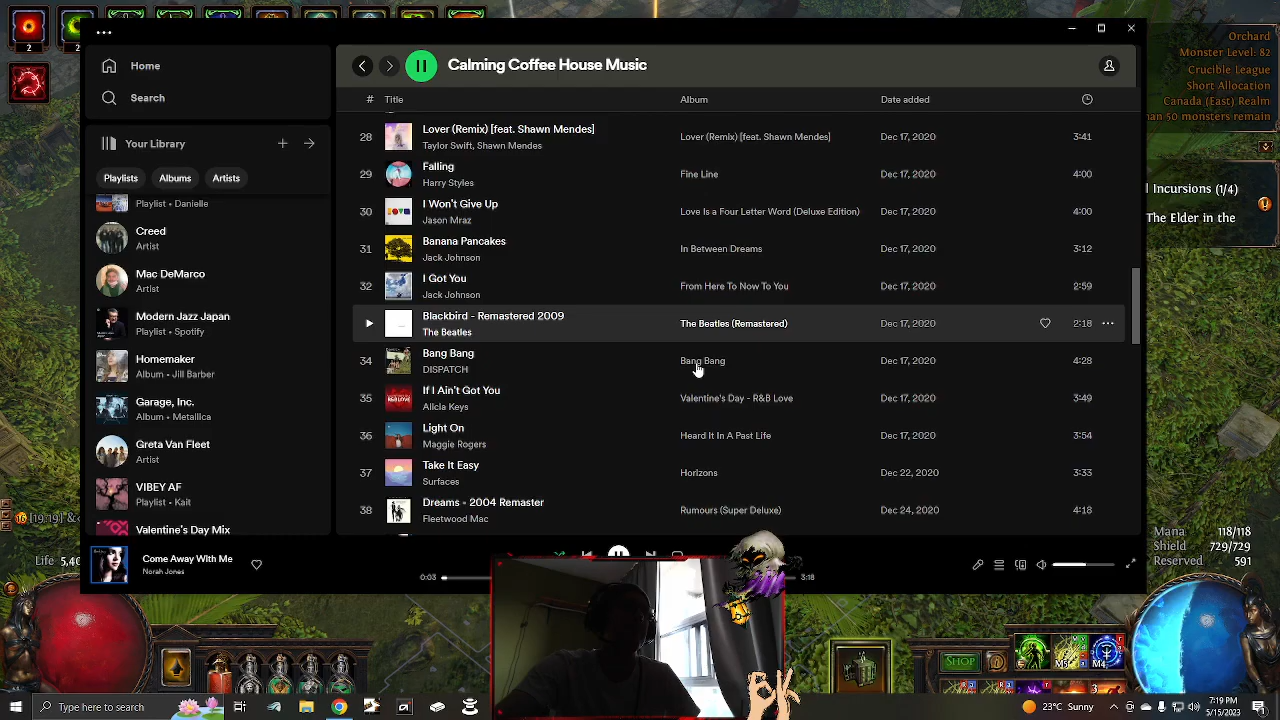 2
2
Orchard
Monster Level: 82
Crucible League
Short Allocation
Canada (East) Realm
an 50 monsters remain
l Incursions (1/4)
The Elder in the
Home
Search
Your Library
Playlists
Albums
Artists
Playlist • Danielle
Creed
Artist
Mac DeMarco
Artist
Modern Jazz Japan
Playlist • Spotify
Homemaker
Album • Jill Barber
Garage, Inc.
Album • Metallica
Greta Van Fleet
Artist
VIBEY AF
Playlist • Kait
Valentine's Day Mix
Calming Coffee House Music
# Title Album Date added
28 Lover (Remix) [feat. Shawn Mendes] Lover (Remix) [feat. Shawn Mendes] Dec 17, 2020 3:41
Taylor Swift, Shawn Mendes
29 Falling Fine Line Dec 17, 2020 4:00
Harry Styles
30 I Won't Give Up Love Is a Four Letter Word (Deluxe Edition) Dec 17, 2020 4:00
Jason Mraz
31 Banana Pancakes In Between Dreams Dec 17, 2020 3:12
Jack Johnson
32 I Got You From Here To Now To You Dec 17, 2020 2:59
Jack Johnson
Blackbird - Remastered 2009 The Beatles (Remastered) Dec 17, 2020 2:18
The Beatles
34 Bang Bang Bang Bang Dec 17, 2020 4:28
DISPATCH
35 If I Ain't Got You Valentine's Day - R&B Love Dec 17, 2020 3:49
Alicia Keys
36 Light On Heard It In A Past Life Dec 17, 2020 3:54
Maggie Rogers
37 Take It Easy Horizons Dec 22, 2020 3:33
Surfaces
38 Dreams - 2004 Remaster Rumours (Super Deluxe) Dec 24, 2020 4:18
Fleetwood Mac
Come Away With Me
Norah Jones
0:03
3:18
16 [19.19] &
Life 5,40
Mana: 118/118
Shield 729/729
Reserved 591
SHOP
Type here to search
23°C Sunny
7:19 PM
5/15/2023